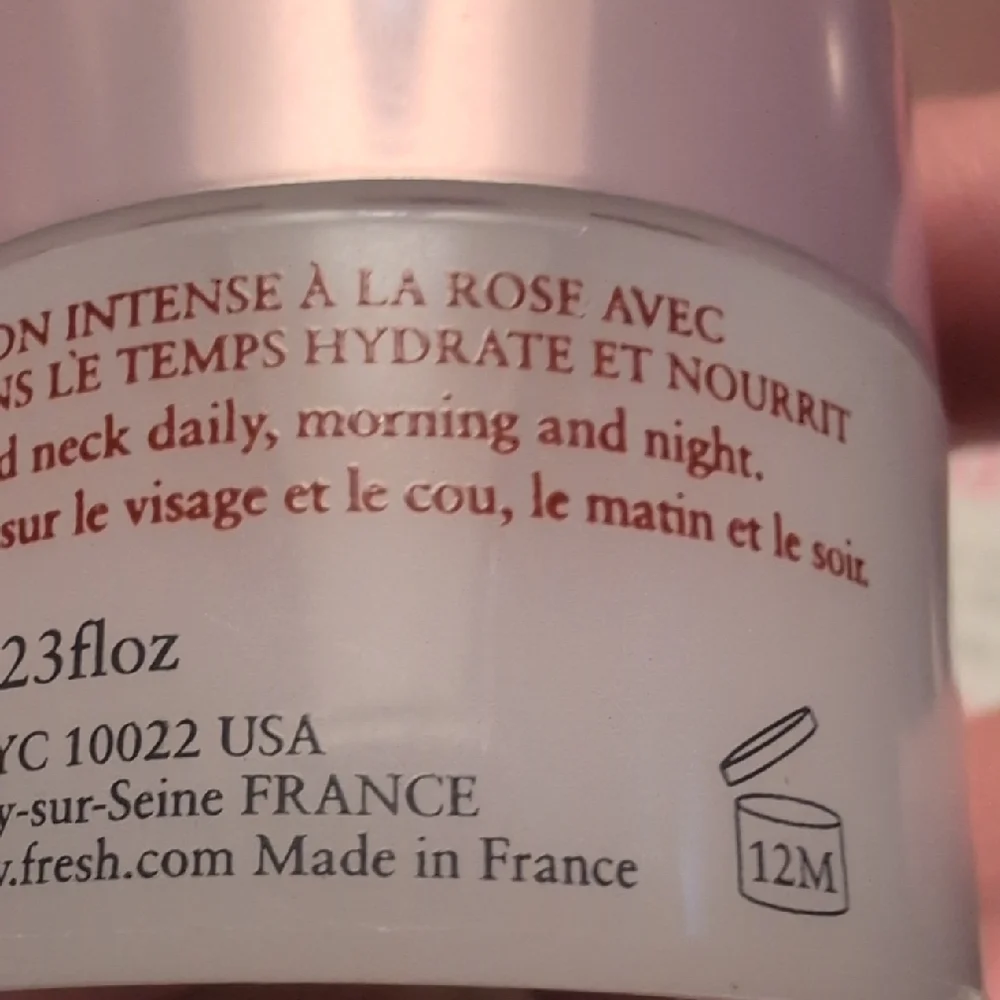 ON INTENSE À LA ROSE AVEC
NS LE TEMPS HYDRATE ET NOURRIT
d neck daily, morning and night.
sur le visage et le cou, le matin et le soir.
23floz
YC 10022 USA
y-sur-Seine FRANCE
.fresh.com Made in France
12M